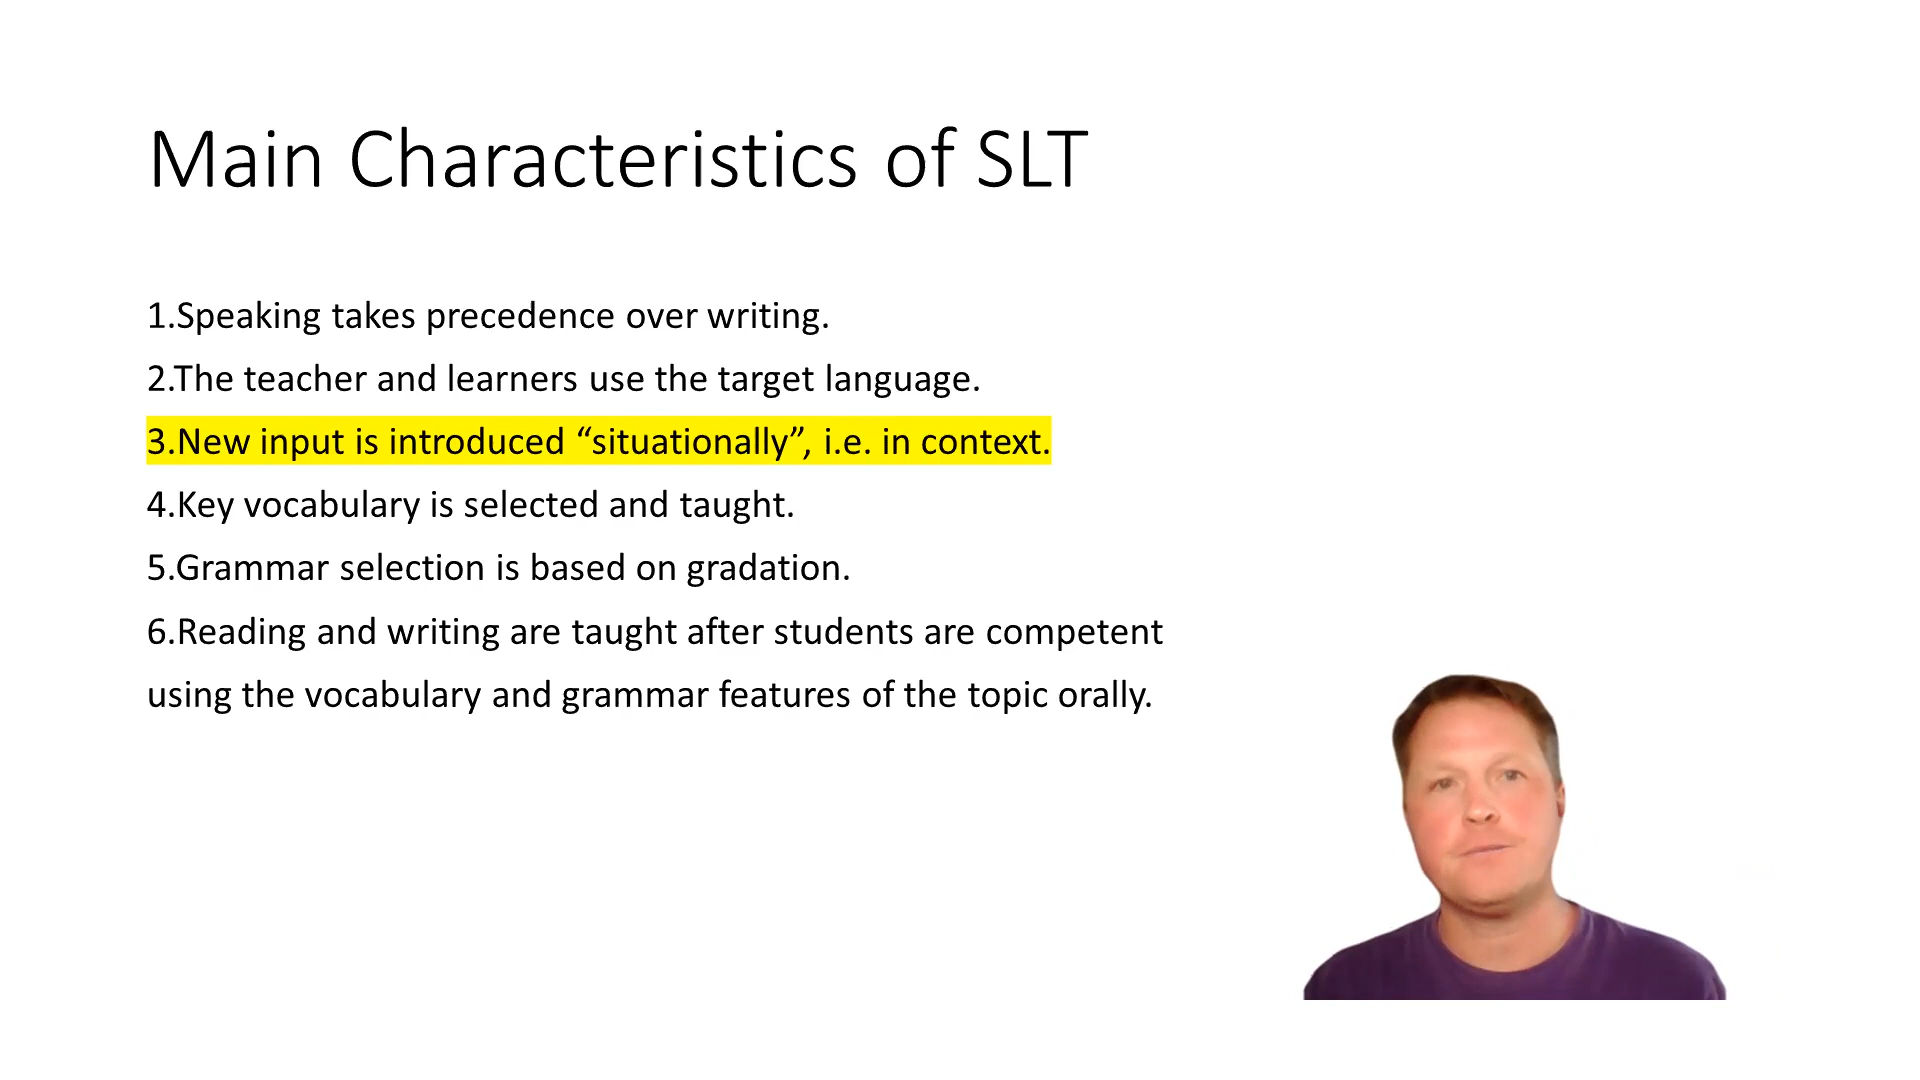 Main Characteristics of SLT
1.Speaking takes precedence over writing.
2.The teacher and learners use the target language.
3.New input is introduced “situationally”, i.e. in context.
4.Key vocabulary is selected and taught.
5.Grammar selection is based on gradation.
6.Reading and writing are taught after students are competent
using the vocabulary and grammar features of the topic orally.